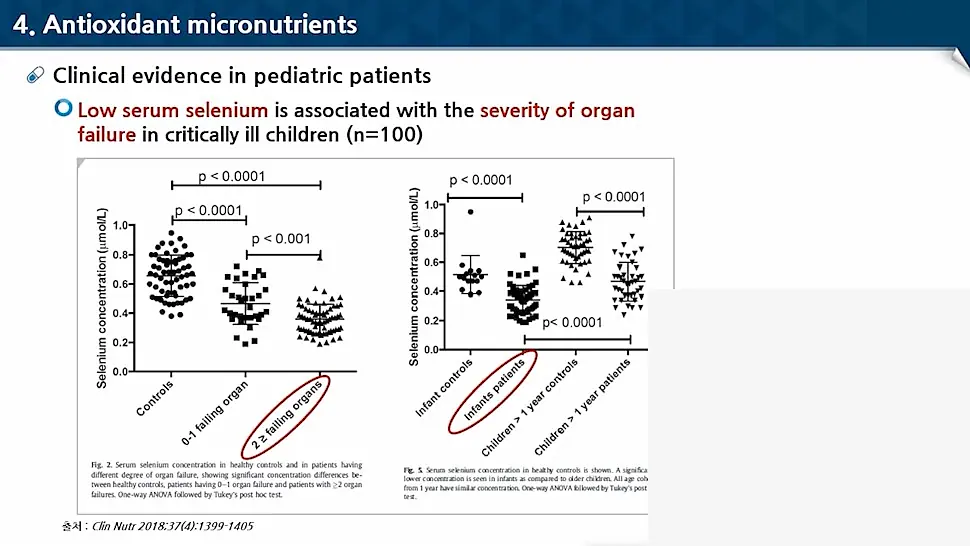 4. Antioxidant micronutrients
Clinical evidence in pediatric patients
Low serum selenium is associated with the severity of organ
failure in critically ill children (n=100)
p < 0.0001
p < 0.0001
p < 0.001
Selenium concentration (μmol/L)
1.0
0.8
0.6
0.4
0.2
0.0
Controls
0-1 failing organ
2 ≥ failing organs
Fig. 2. Serum selenium concentration in healthy controls and in patients having
different degree of organ failure, showing significant concentration differences be-
tween healthy controls, patients having 0–1 organ failure and patients with ≥2 organ
failures. One-way ANOVA followed by Tukey's post hoc test.
p < 0.0001
p < 0.0001
p< 0.0001
Selenium concentration (μmol/L)
1.0
0.8
0.6
0.4
0.2
0.0
Infant controls
Infants patients
Children > 1 year controls
Children > 1 year patients
Fig. 5. Serum selenium concentration in healthy controls is shown. A significa
lower concentration is seen in infants as compared to older children. All age coh
from 1 year have similar concentration. One-way ANOVA followed by Tukey's post
test.
출처 : Clin Nutr 2018;37(4):1399-1405